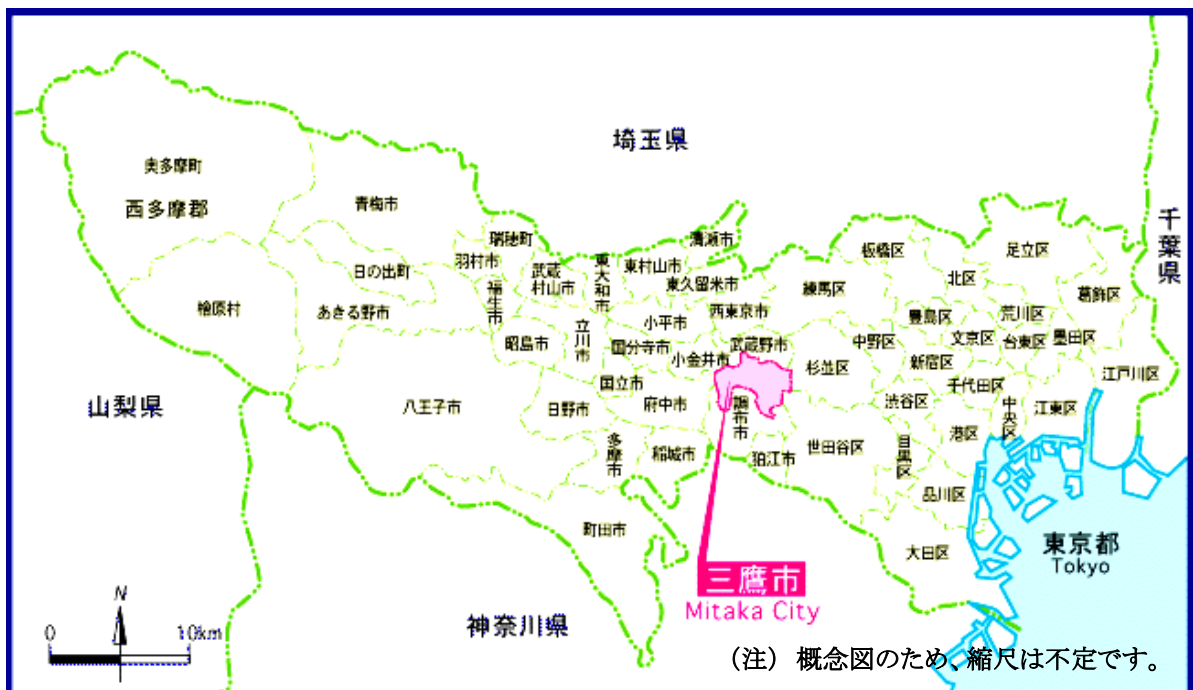 埼玉県
奥多摩町
西多摩郡
青梅市
瑞穂町
清瀬市
板橋区
足立区
千葉県
羽村市
武蔵
村山市
東大和市
東村山市
東久留米市
練馬区
北区
葛飾区
日の出町
福生市
檜原村
あきる野市
昭島市
立川市
小平市
西東京市
国分寺市
小金井市
武蔵野市
中野区
豊島区
文京区
荒川区
台東区
墨田区
杉並区
新宿区
千代田区
江戸川区
山梨県
八王子市
日野市
国立市
府中市
調布市
渋谷区
中央区
江東区
港区
多摩市
稲城市
狛江市
世田谷区
目黒区
品川区
町田市
大田区
東京都
Tokyo
三鷹市
Mitaka City
神奈川県
N
0 10km
（注） 概念図のため、縮尺は不定です。